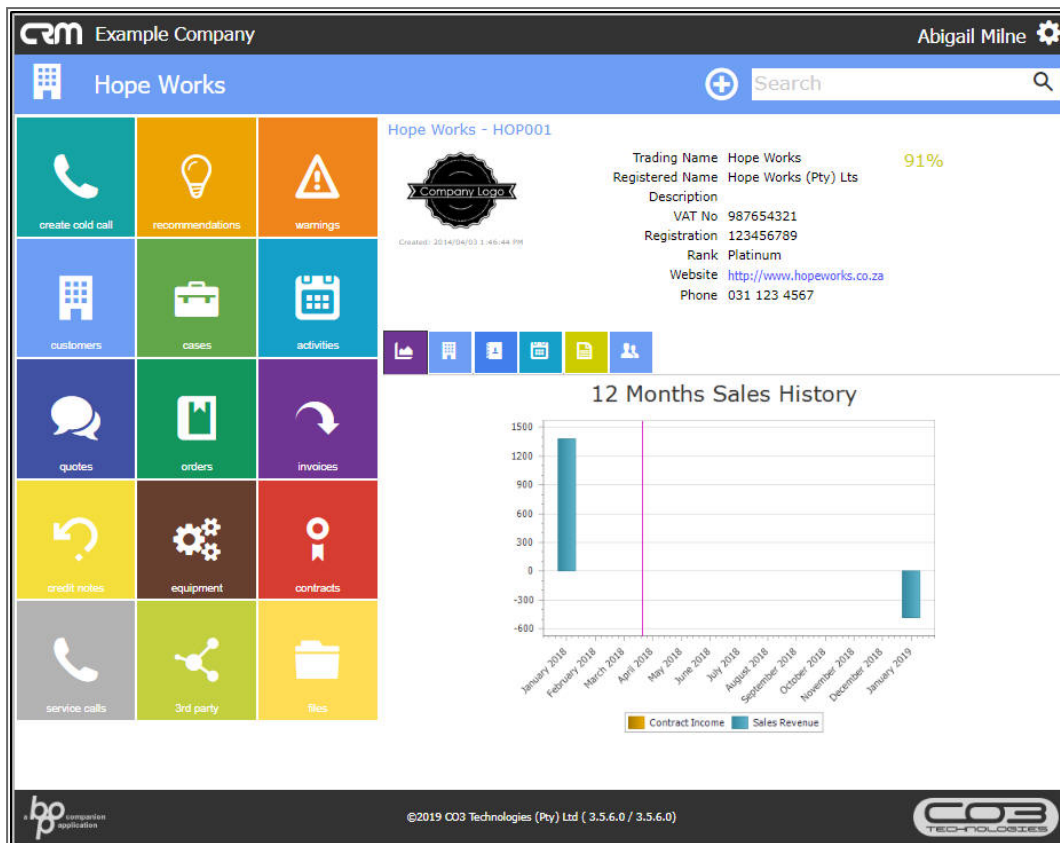 CRM Example Company
Abigail Milne
Hope Works
Search
create cold call
recommendations
warnings
customers
cases
activities
quotes
orders
invoices
credit notes
equipment
contracts
service calls
3rd party
files
Hope Works - HOP001
Company Logo
Created: 2014/04/03 1:46:44 PM
Trading Name Hope Works
Registered Name Hope Works (Pty) Lts
Description
VAT No 987654321
Registration 123456789
Rank Platinum
Website http://www.hopeworks.co.za
Phone 031 123 4567
91%
12 Months Sales History
1500
1200
900
600
300
0
-300
-600
January 2018
February 2018
March 2018
April 2018
May 2018
June 2018
July 2018
August 2018
September 2018
October 2018
November 2018
December 2018
January 2019
Contract Income
Sales Revenue
a bpo companion
application
©2019 CO3 Technologies (Pty) Ltd ( 3.5.6.0 / 3.5.6.0)
CO3
TECHNOLOGIES